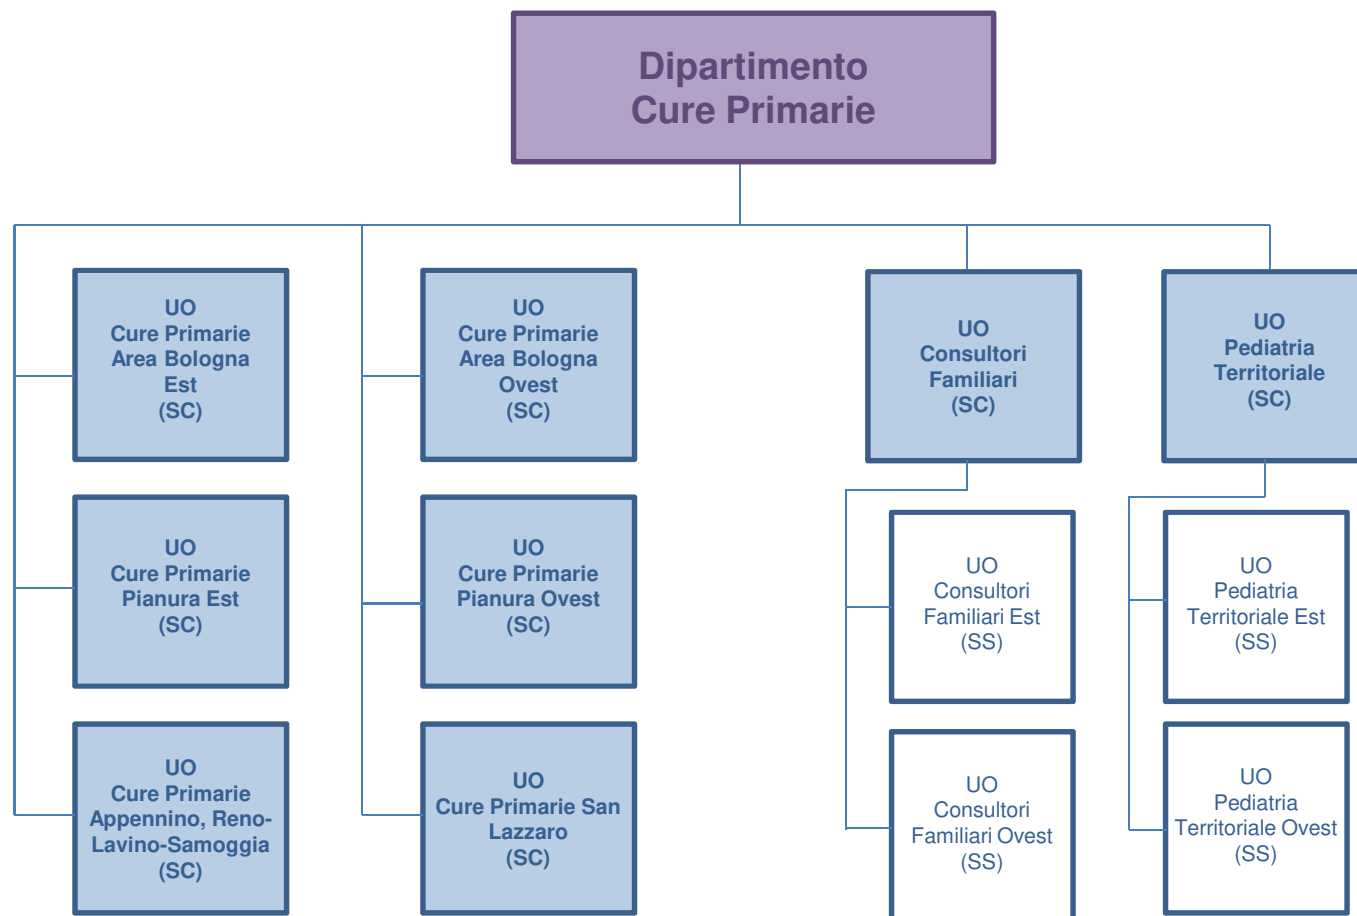 Dipartimento
Cure Primarie
UO
Cure Primarie
Area Bologna
Est
(SC)
UO
Cure Primarie
Area Bologna
Ovest
(SC)
UO
Consultori
Familiari
(SC)
UO
Pediatria
Territoriale
(SC)
UO
Cure Primarie
Pianura Est
(SC)
UO
Cure Primarie
Pianura Ovest
(SC)
UO
Consultori
Familiari Est
(SS)
UO
Pediatria
Territoriale Est
(SS)
UO
Cure Primarie
Appennino, Reno-
Lavino-Samoggia
(SC)
UO
Cure Primarie San
Lazzaro
(SC)
UO
Consultori
Familiari Ovest
(SS)
UO
Pediatria
Territoriale Ovest
(SS)